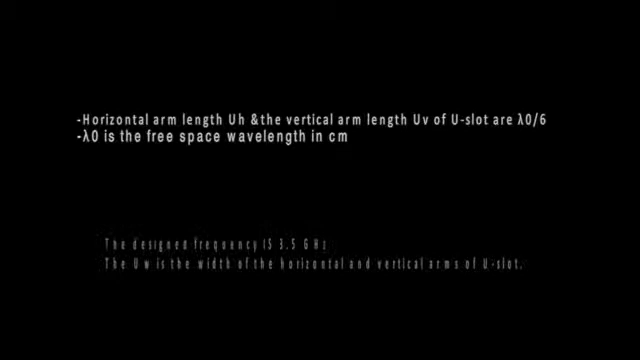 -Horizontal arm length Uh &the vertical arm length Uv of U-slot are λ0/6
-λ0 is the free space wavelength in cm
The designed frequency IS 3.5 GHz
The Uw is the width of the horizontal and vertical arms of U-slot.